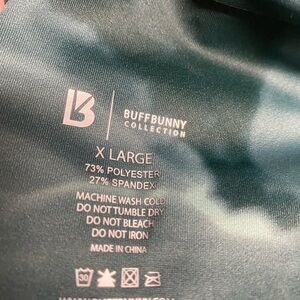 BUFFBUNNY
COLLECTION
X LARGE
73% POLYESTER
27% SPANDEX
MACHINE WASH COLD
DO NOT TUMBLE DRY
DO NOT BLEACH
DO NOT IRON
MADE IN CHINA
30